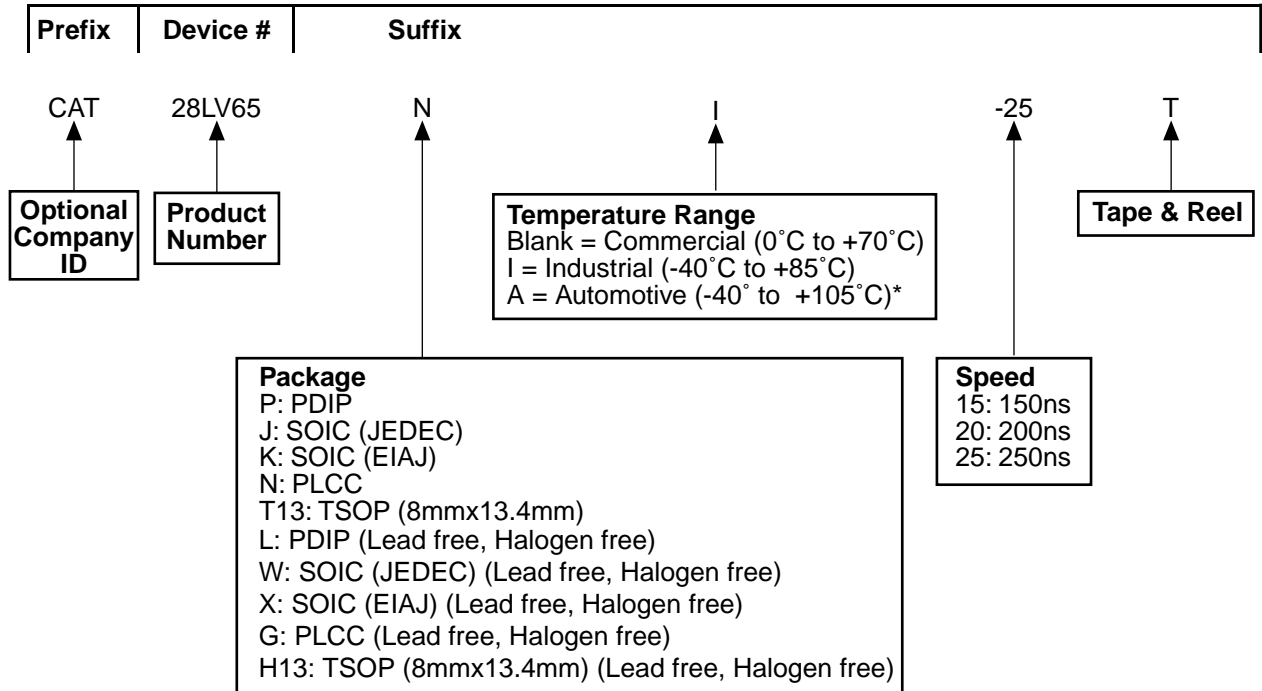 Prefix Device # Suffix
CAT 28LV65 N I -25 T
Optional
Company
ID
Product
Number
Temperature Range
Blank = Commercial (0˚C to +70˚C)
I = Industrial (-40˚C to +85˚C)
A = Automotive (-40˚ to +105˚C)*
Tape & Reel
Package
P: PDIP
J: SOIC (JEDEC)
K: SOIC (EIAJ)
N: PLCC
T13: TSOP (8mmx13.4mm)
L: PDIP (Lead free, Halogen free)
W: SOIC (JEDEC) (Lead free, Halogen free)
X: SOIC (EIAJ) (Lead free, Halogen free)
G: PLCC (Lead free, Halogen free)
H13: TSOP (8mmx13.4mm) (Lead free, Halogen free)
Speed
15: 150ns
20: 200ns
25: 250ns